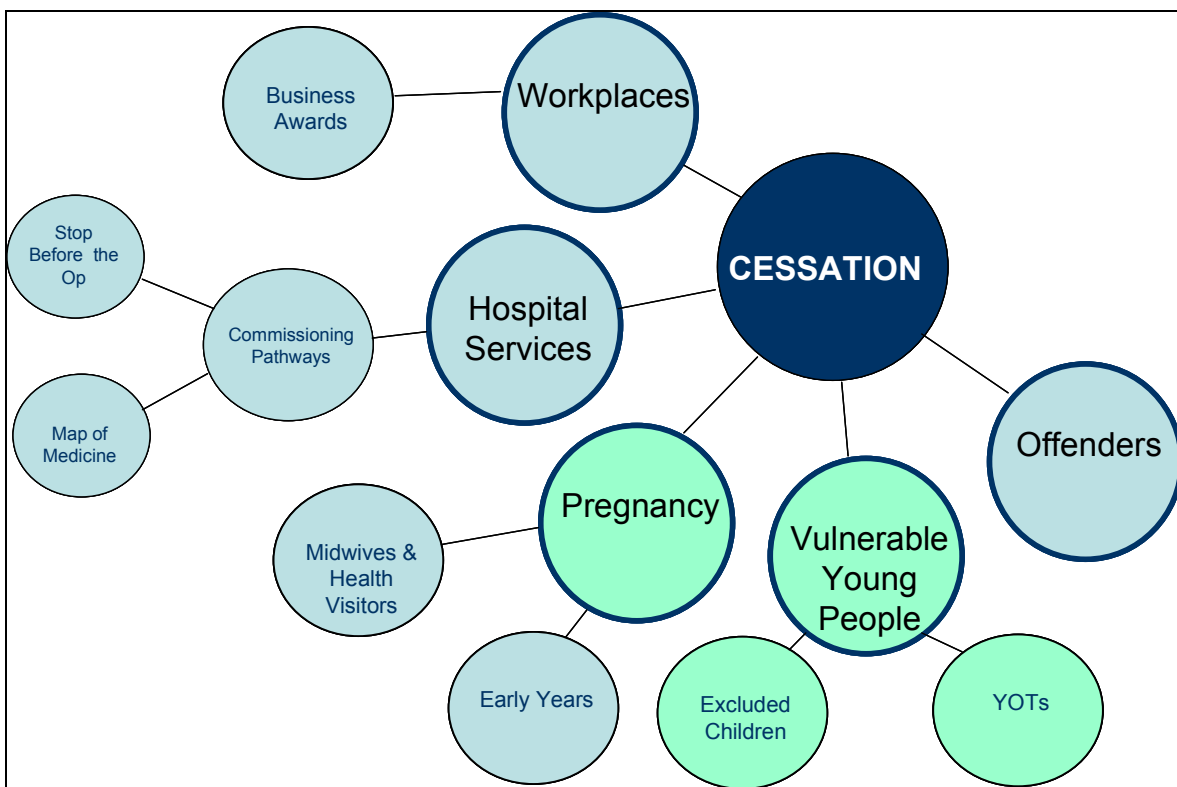 Business
Awards
Workplaces
Stop
Before the
Op
CESSATION
Hospital
Services
Commissioning
Pathways
Map of
Medicine
Offenders
Pregnancy
Vulnerable
Young
People
Midwives &
Health
Visitors
Early Years
Excluded
Children
YOTs